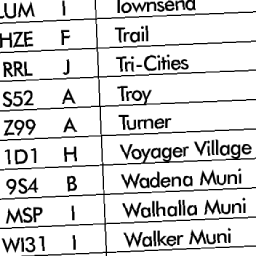 LUM I Townsend
HZE F Trail
RRL J Tri-Cities
S52 A Troy
Z99 A Turner
1D1 H Voyager Village
9S4 B Wadena Muni
MSP I Walhalla Muni
WI31 I Walker Muni